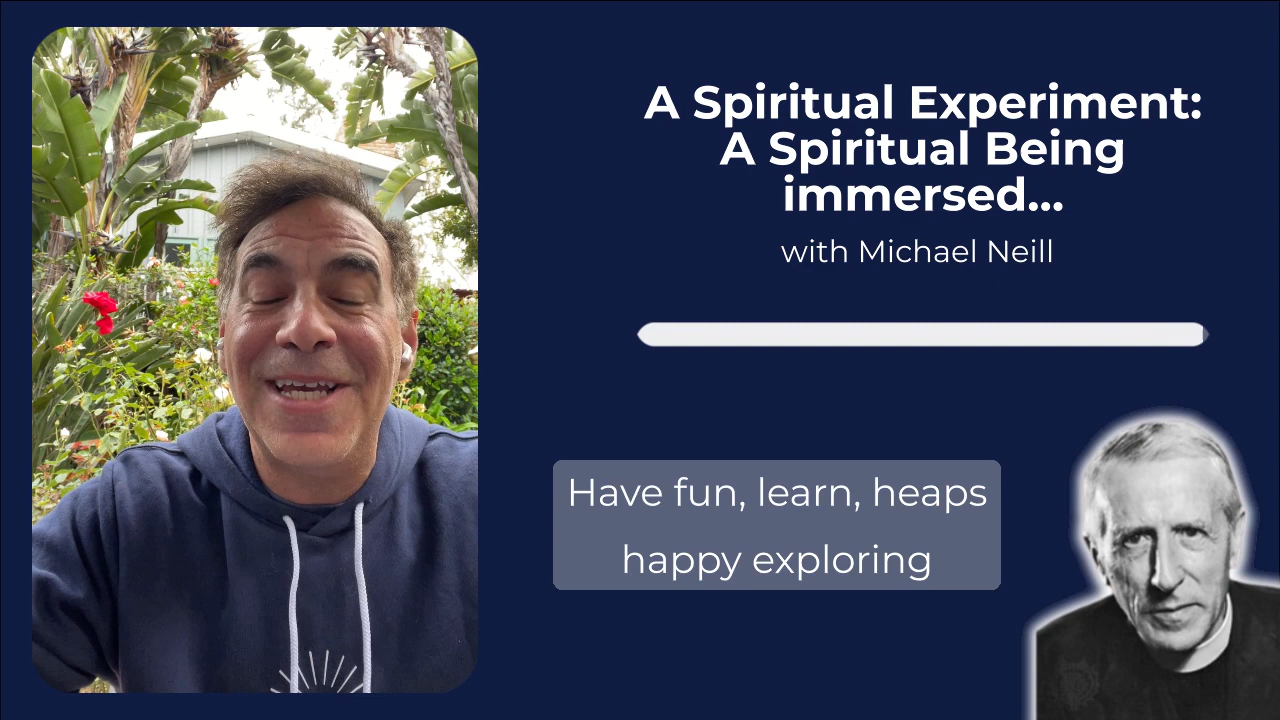 A Spiritual Experiment:
A Spiritual Being
immersed...
with Michael Neill
Have fun, learn, heaps
happy exploring